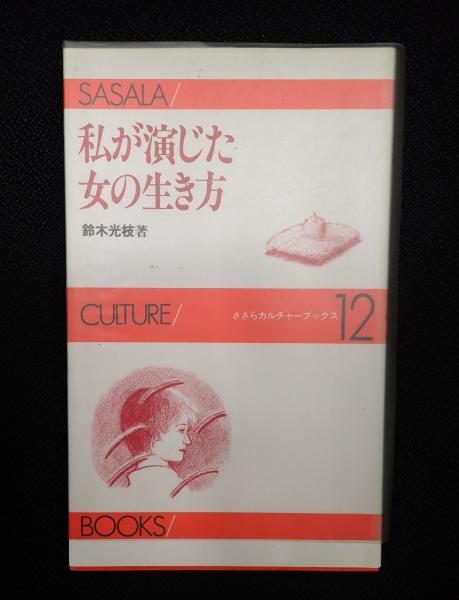 SASALA/
私が演じた
女の生き方
鈴木光枝著
CULTURE/
ささらカルチャーブックス 12
BOOKS/